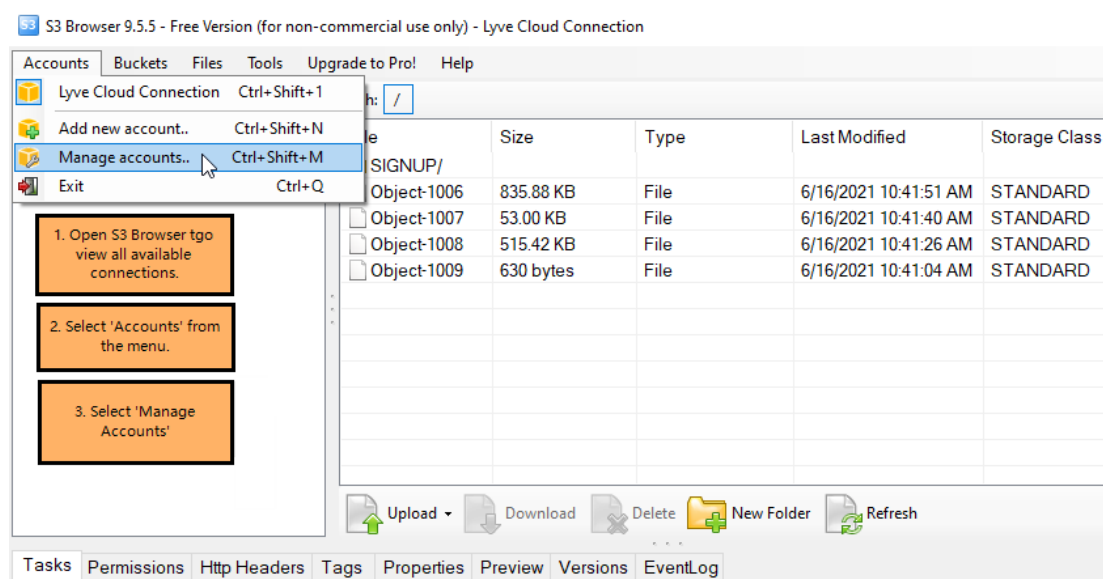 S3 S3 Browser 9.5.5 - Free Version (for non-commercial use only) - Lyve Cloud Connection
Accounts Buckets Files Tools Upgrade to Pro! Help
Lyve Cloud Connection Ctrl+Shift+1
Add new account.. Ctrl+Shift+N
Manage accounts.. Ctrl+Shift+M
Exit Ctrl+Q
h: /
e Size Type Last Modified Storage Class
SIGNUP/
Object-1006 835.88 KB File 6/16/2021 10:41:51 AM STANDARD
Object-1007 53.00 KB File 6/16/2021 10:41:40 AM STANDARD
Object-1008 515.42 KB File 6/16/2021 10:41:26 AM STANDARD
Object-1009 630 bytes File 6/16/2021 10:41:04 AM STANDARD
1. Open S3 Browser tgo
view all available
connections.
2. Select 'Accounts' from
the menu.
3. Select 'Manage
Accounts'
Upload Download Delete New Folder Refresh
Tasks Permissions Http Headers Tags Properties Preview Versions EventLog